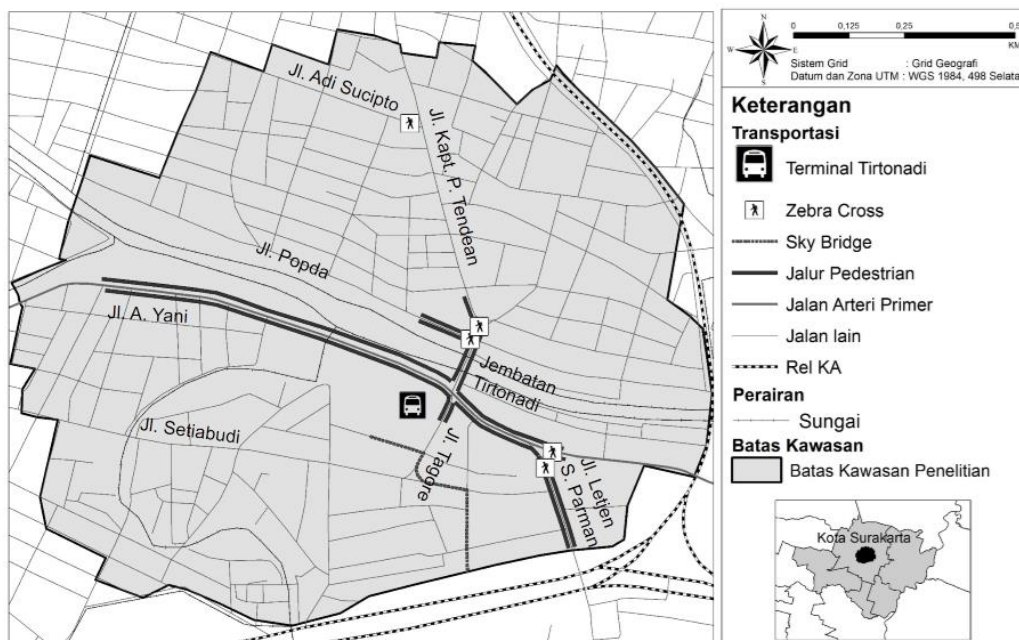 Jl. Adi Sucipto
Jl. Kapt. P. Tendean
Jl. Popda
Jl. A. Yani
Jembatan
Tirtonadi
Jl. Setiabudi
Jl. Tagore
Jl. Letjen
S. Parman
N
W E
S
0 0,125 0,25 0,5
KM
Sistem Grid : Grid Geografi
Datum dan Zona UTM : WGS 1984, 498 Selatan
Keterangan
Transportasi
Terminal Tirtonadi
Zebra Cross
Sky Bridge
Jalur Pedestrian
Jalan Arteri Primer
Jalan lain
Rel KA
Perairan
Sungai
Batas Kawasan
Batas Kawasan Penelitian
Kota Surakarta